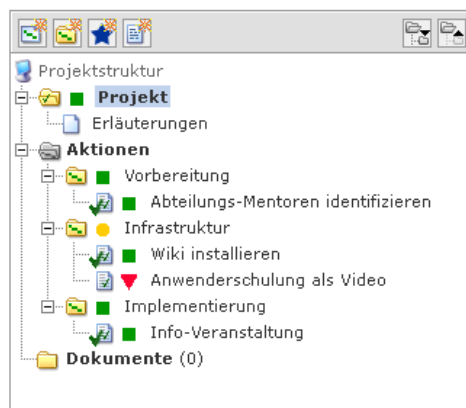 Projektstruktur
Projekt
Erläuterungen
Aktionen
Vorbereitung
Abteilungs-Mentoren identifizieren
Infrastruktur
Wiki installieren
Anwenderschulung als Video
Implementierung
Info-Veranstaltung
Dokumente (0)